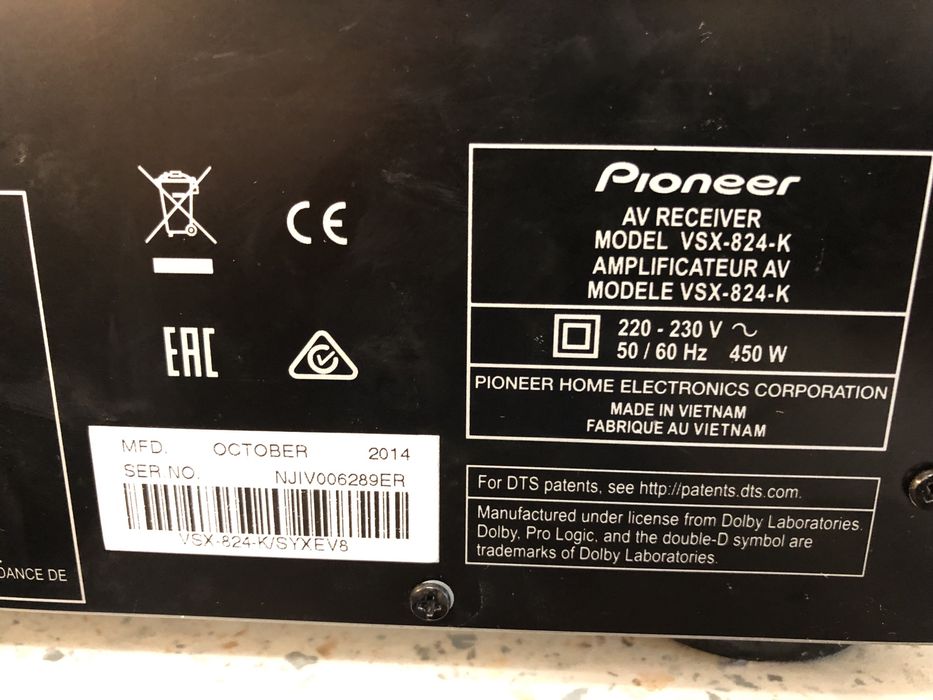 CE
EAC
MFD. OCTOBER 2014
SER.NO. NJIV006289ER
VSX-824-K/SYXEV8
DANCE DE
Pioneer
AV RECEIVER
MODEL VSX-824-K
AMPLIFICATEUR AV
MODELE VSX-824-K
220 - 230 V ~
50 / 60 Hz 450 W
PIONEER HOME ELECTRONICS CORPORATION
MADE IN VIETNAM
FABRIQUE AU VIETNAM
For DTS patents, see http://patents.dts.com.
Manufactured under license from Dolby Laboratories.
Dolby, Pro Logic, and the double-D symbol are
trademarks of Dolby Laboratories.